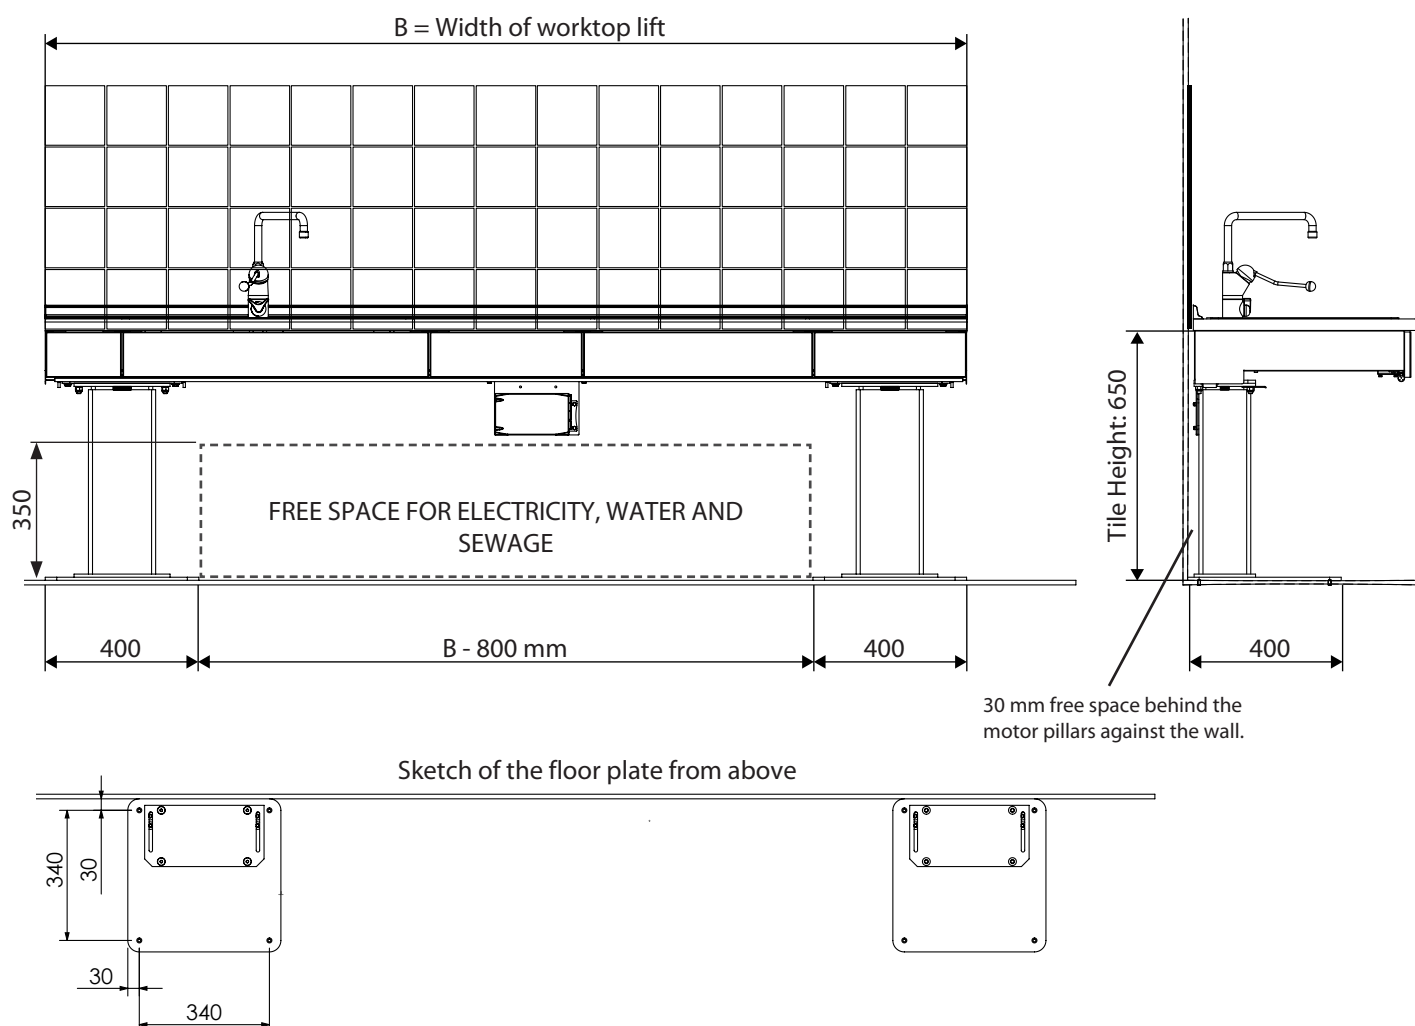 B = Width of worktop lift
Tile Height: 650
350
FREE SPACE FOR ELECTRICITY, WATER AND
SEWAGE
400
B - 800 mm
400
400
30 mm free space behind the
motor pillars against the wall.
Sketch of the floor plate from above
340
30
30
340